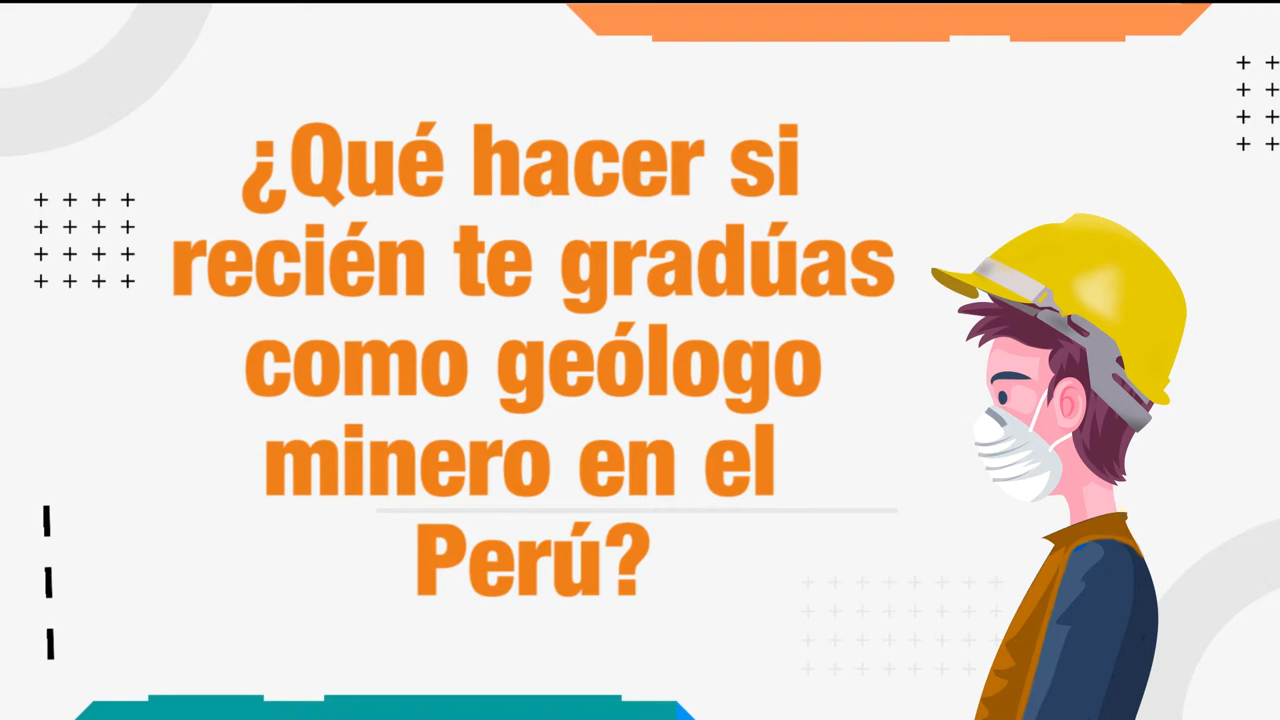 ¿Qué hacer si
recién te gradúas
como geólogo
minero en el
Perú?